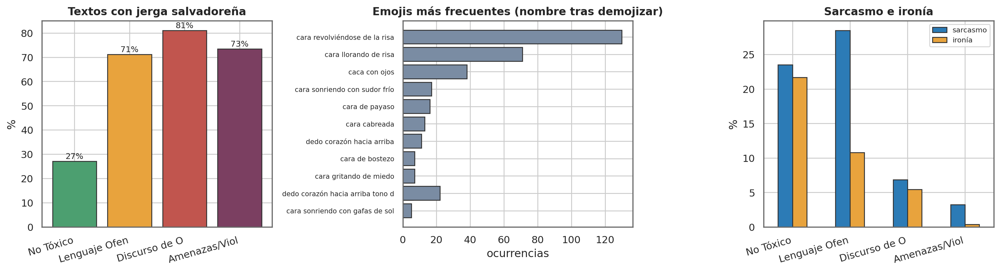 Textos con jerga salvadoreña
%
80
70
60
50
40
30
20
10
0
27%
71%
81%
73%
No Tóxico
Lenguaje Ofen
Discurso de O
Amenazas/Viol
Emojis más frecuentes (nombre tras demojizar)
cara revolviéndose de la risa
cara llorando de risa
caca con ojos
cara sonriendo con sudor frío
cara de payaso
cara cabreada
dedo corazón hacia arriba
cara de bostezo
cara gritando de miedo
dedo corazón hacia arriba tono d
cara sonriendo con gafas de sol
0 20 40 60 80 100 120
ocurrencias
Sarcasmo e ironía
sarcasmo
ironía
%
25
20
15
10
5
0
No Tóxico
Lenguaje Ofen
Discurso de O
Amenazas/Viol